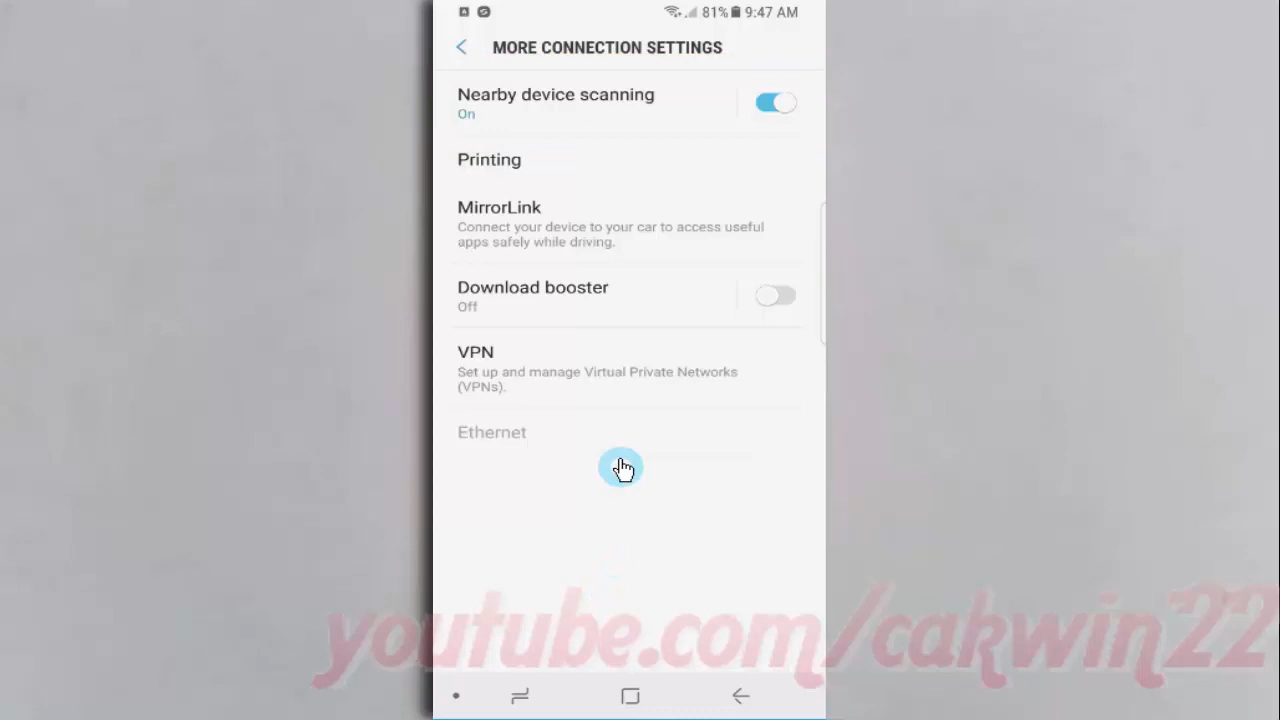 81% 9:47 AM
MORE CONNECTION SETTINGS
Nearby device scanning
On
Printing
MirrorLink
Connect your device to your car to access useful
apps safely while driving.
Download booster
Off
VPN
Set up and manage Virtual Private Networks
(VPNs).
Ethernet
youtube.com/cakwin22